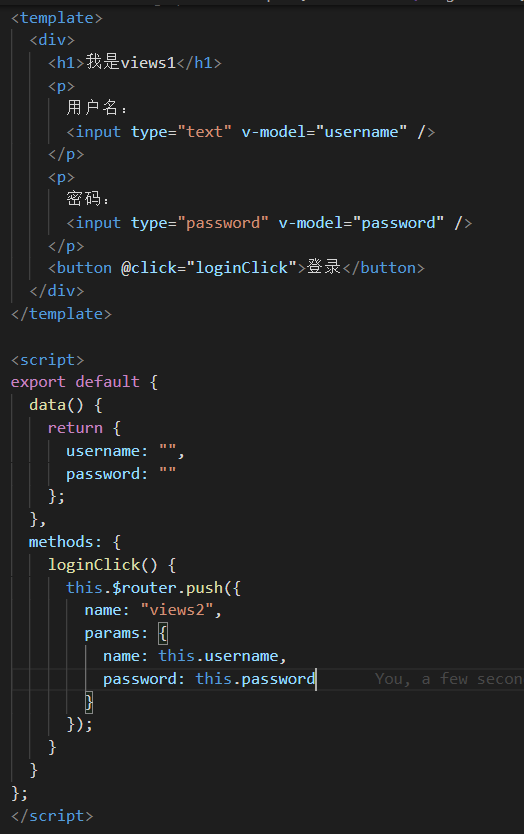 <template>
  <div>
    <h1>我是views1</h1>
    <p>
      用户名：
      <input type="text" v-model="username" />
    </p>
    <p>
      密码：
      <input type="password" v-model="password" />
    </p>
    <button @click="loginClick">登录</button>
  </div>
</template>

<script>
export default {
  data() {
    return {
      username: "",
      password: ""
    };
  },
  methods: {
    loginClick() {
      this.$router.push({
        name: "views2",
        params: {
          name: this.username,
          password: this.password You, a few secon
        }
      });
    }
  }
};
</script>